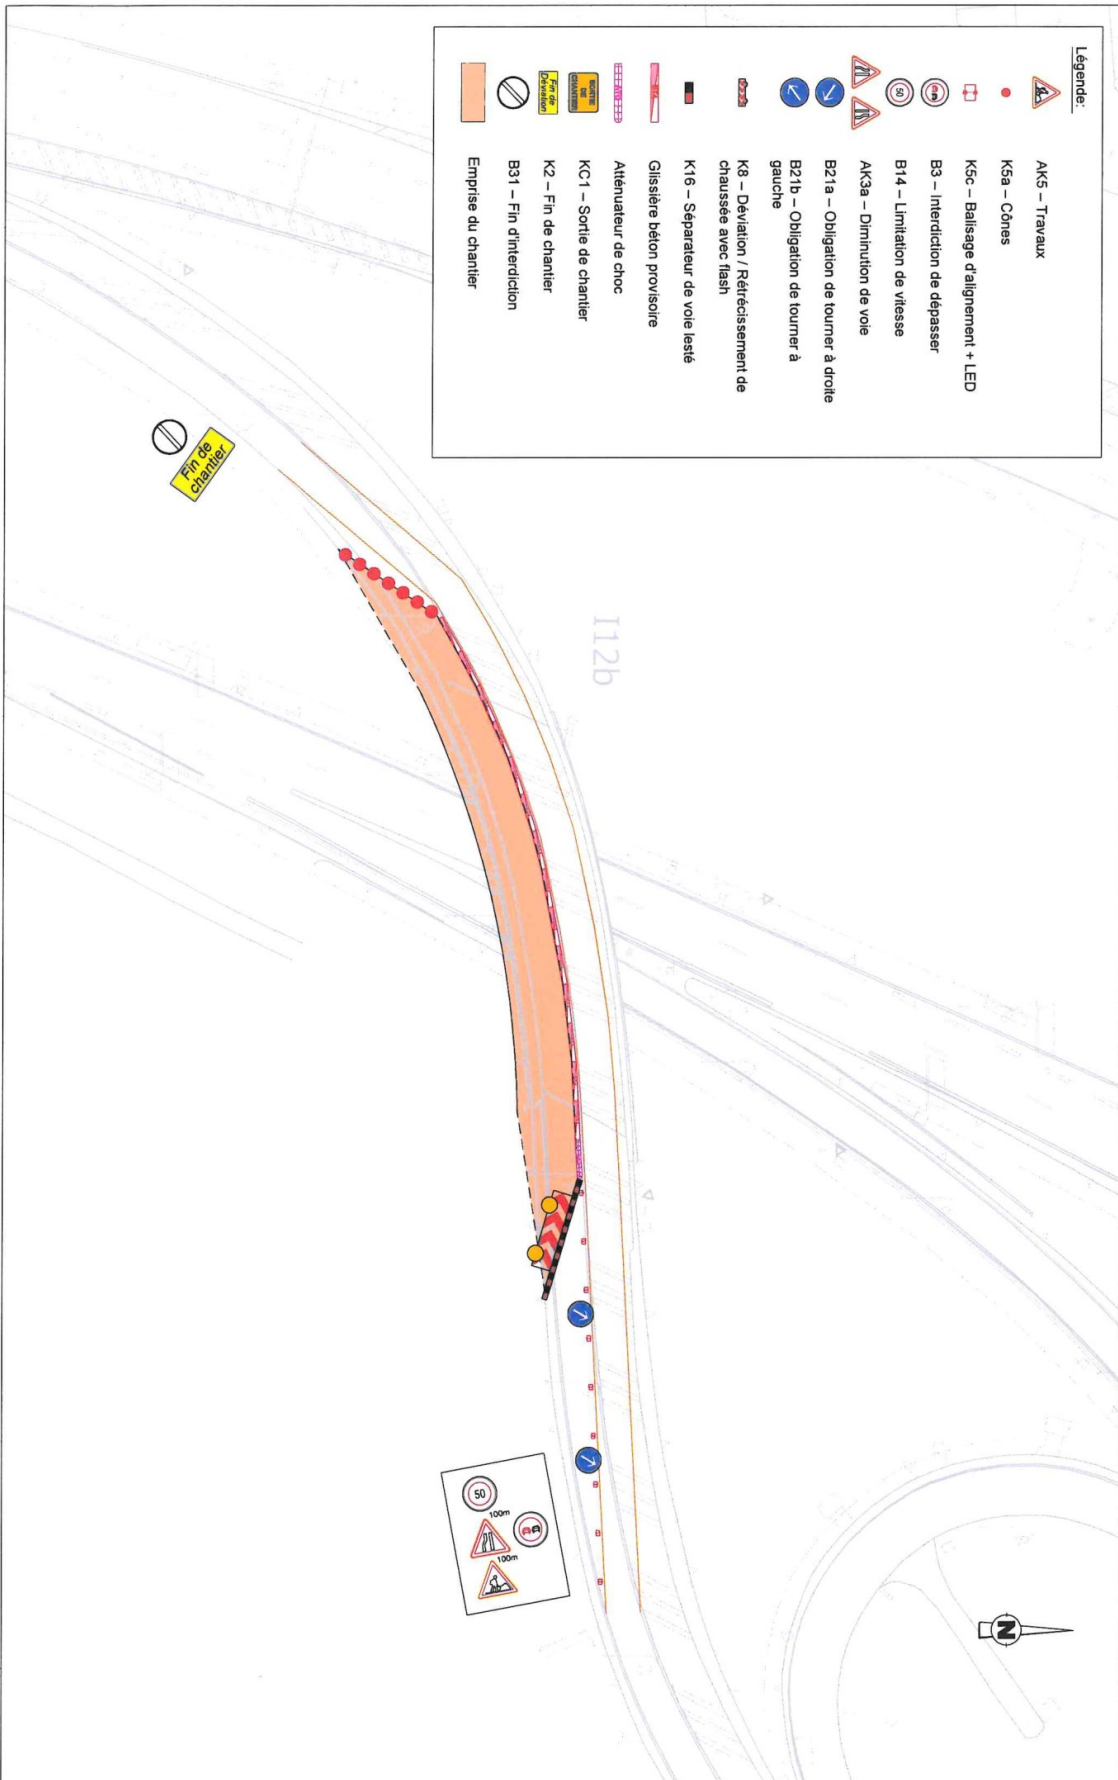 Légende:
AK5 – Travaux
K5a – Cônes
K5c – Balisage d'alignement + LED
B3 – Interdiction de dépasser
50
B14 – Limitation de vitesse
AK3a – Diminution de voie
B21a – Obligation de tourner à droite
B21b – Obligation de tourner à
gauche
K8 – Déviation / Rétrécissement de
chaussée avec flash
K16 – Séparateur de voie lesté
Glissière béton provisoire
Atténuateur de choc
SORTIE
DE
CHANTIER
KC1 – Sortie de chantier
Fin de
Déviation
K2 – Fin de chantier
B31 – Fin d'interdiction
Emprise du chantier
I12b
Fin de
chantier
50
100m
100m
N